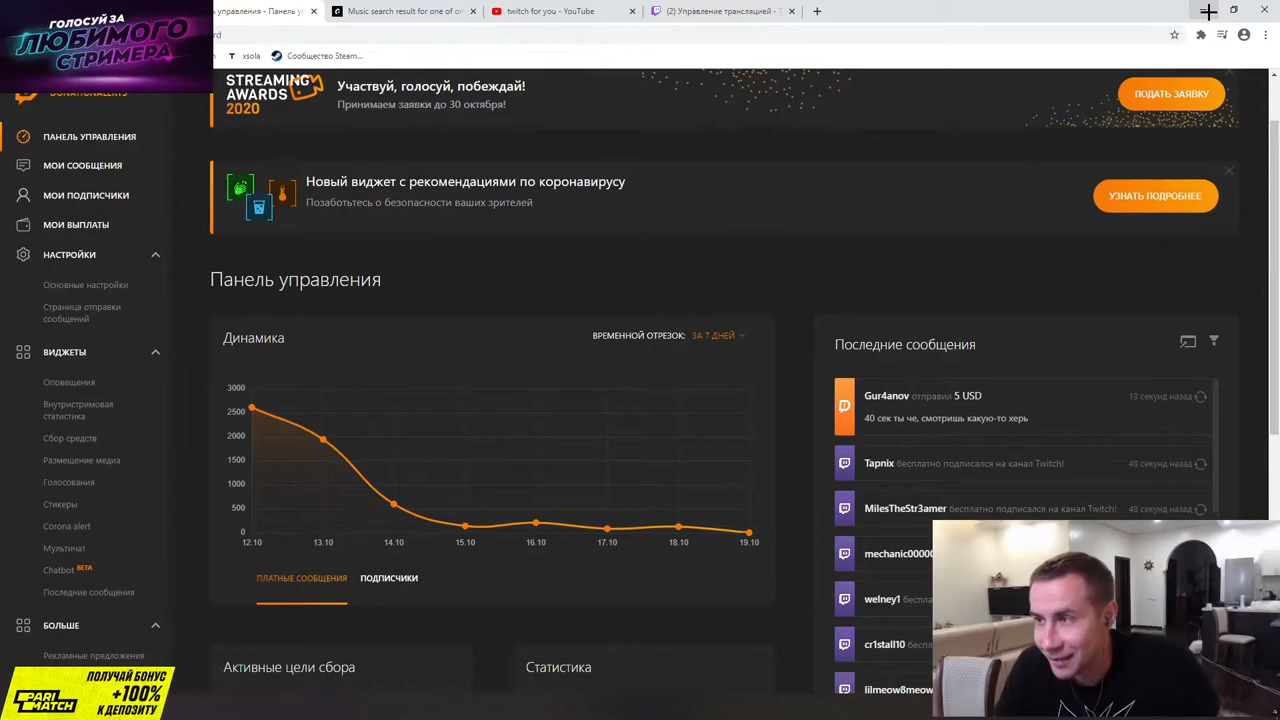 ГОЛОСУЙ ЗА
ЛЮБИМОГО
СТРИМЕРА
ь управления - Панель у
Music search result for one of or
twitch for you - YouTube
(2) Управление трансляцией - T
rd
xsola
Сообщество Steam...
STREAMING
AWARDS
2020
Участвуй, голосуй, побеждай!
Принимаем заявки до 30 октября!
ПОДАТЬ ЗАЯВКУ
DONATIONALERTS
ПАНЕЛЬ УПРАВЛЕНИЯ
МОИ СООБЩЕНИЯ
МОИ ПОДПИСЧИКИ
МОИ ВЫПЛАТЫ
НАСТРОЙКИ
Основные настройки
Страница отправки
сообщений
ВИДЖЕТЫ
Оповещения
Внутристримовая
статистика
Сбор средств
Размещение медиа
Голосования
Стикеры
Corona alert
Мультичат
Chatbot BETA
Последние сообщения
БОЛЬШЕ
Рекламные предложения
Новый виджет с рекомендациями по коронавирусу
Позаботьтесь о безопасности ваших зрителей
УЗНАТЬ ПОДРОБНЕЕ
Панель управления
Динамика
ВРЕМЕННОЙ ОТРЕЗОК: ЗА 7 ДНЕЙ
3000
2500
2000
1500
1000
500
0
12.10 13.10 14.10 15.10 16.10 17.10 18.10 19.10
ПЛАТНЫЕ СООБЩЕНИЯ ПОДПИСЧИКИ
Активные цели сбора
Статистика
Последние сообщения
Gur4anov отправил 5 USD
13 секунд назад
40 сек ты че, смотришь какую-то херь
Tapnix бесплатно подписался на канал Twitch!
48 секунд назад
MilesTheStr3amer бесплатно подписался на канал Twitch!
49 секунд назад
mechanic00000
welney1 беспл
cr1stall10 беспл
lilmeow8meow
PARI
MATCH
ПОЛУЧАЙ БОНУС
+100%
К ДЕПОЗИТУ